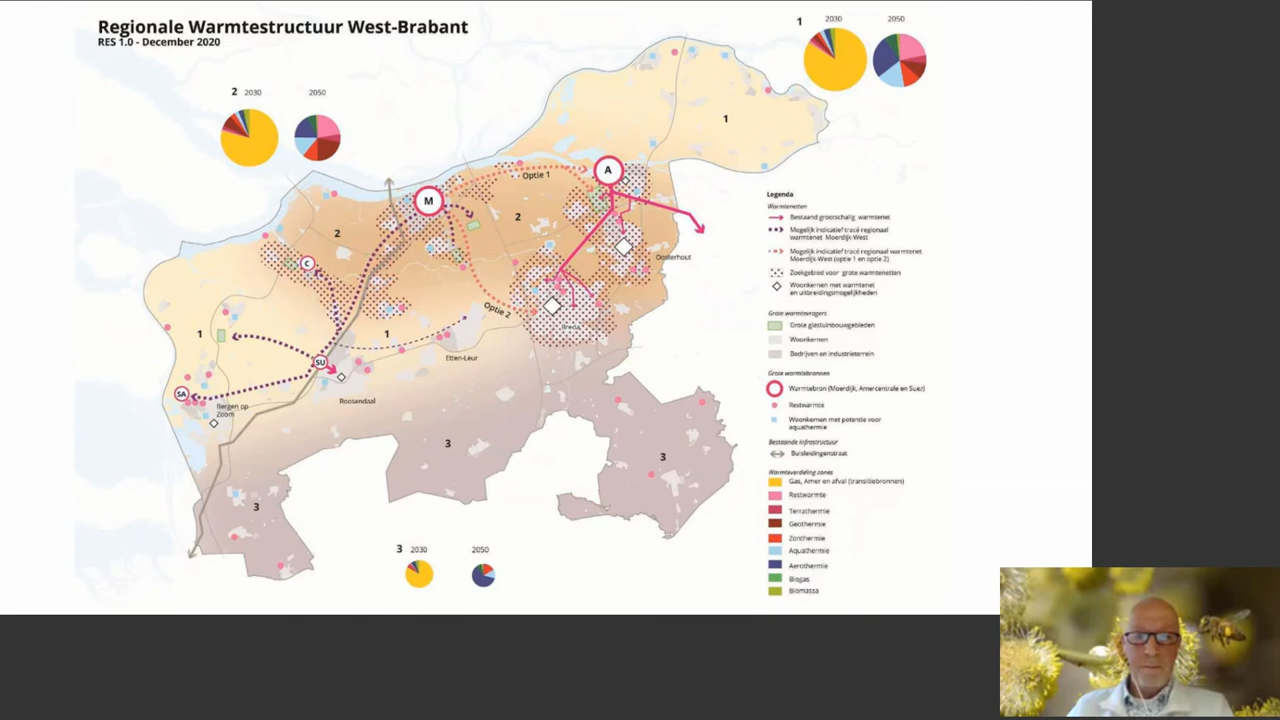 Regionale Warmtestructuur West-Brabant
RES 1.0 - December 2020
1 2030 2050
2 2030 2050
1
A
Optie 1
M
2
2
C
Oosterhout
Optie 2
Breda
1
1
Etten-Leur
SU
SA
Roosendaal
Bergen op
Zoom
3
3
3
3 2030 2050
Legenda
Warmtenetten
Bestaand grootschalig warmtenet
Mogelijk indicatief tracé regionaal
warmtenet Moerdijk-West
Mogelijk indicatief tracé regionaal warmtenet
Moerdijk-West (optie 1 en optie 2)
Zoekgebied voor grote warmtenetten
Woonkernen met warmtenet
en uitbreidingsmogelijkheden
Grote warmtevragers
Grote glastuinbouwgebieden
Woonkernen
Bedrijven en industrieterrein
Grote warmtebronnen
Warmtebron (Moerdijk, Amercentrale en Suez)
Restwarmte
Woonkernen met potentie voor
aquathermie
Bestaande infrastructuur
Buisleidingenstraat
Warmteverdeling zones
Gas, Amer en afval (transitiebronnen)
Restwarmte
Terrathermie
Geothermie
Zonthermie
Aquathermie
Aerothermie
Biogas
Biomassa